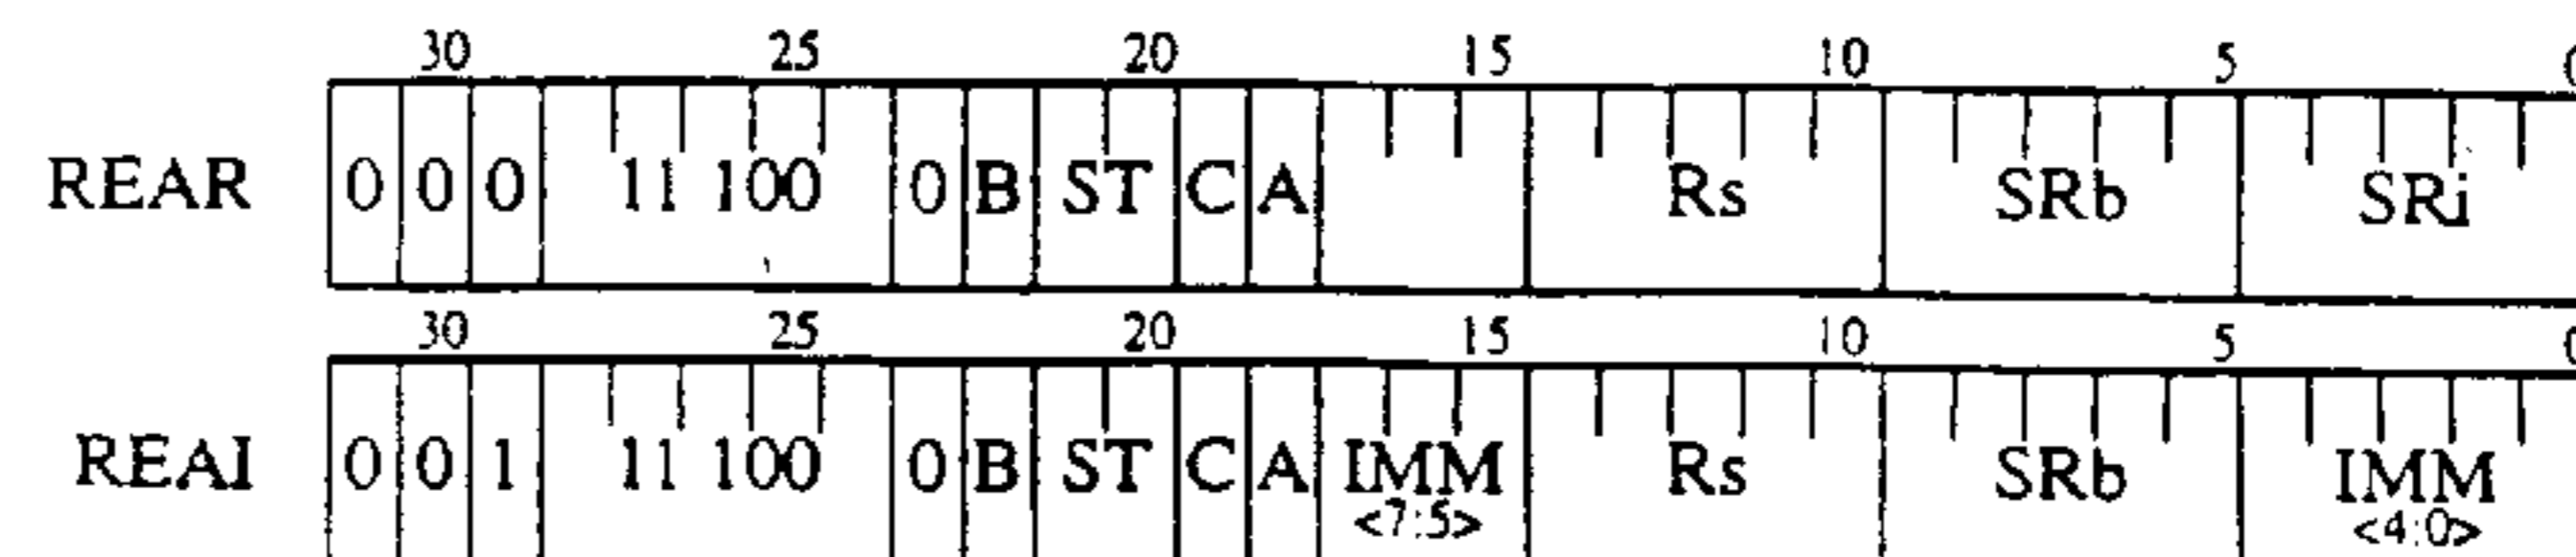 30 25 20 15 10 5 0
REAR 0 0 0 11 100 0 B ST C A Rs SRb SRi
30 25 20 15 10 5 0
REAI 0 0 1 11 100 0 B ST C A IMM Rs SRb IMM
<7:5> <4:0>